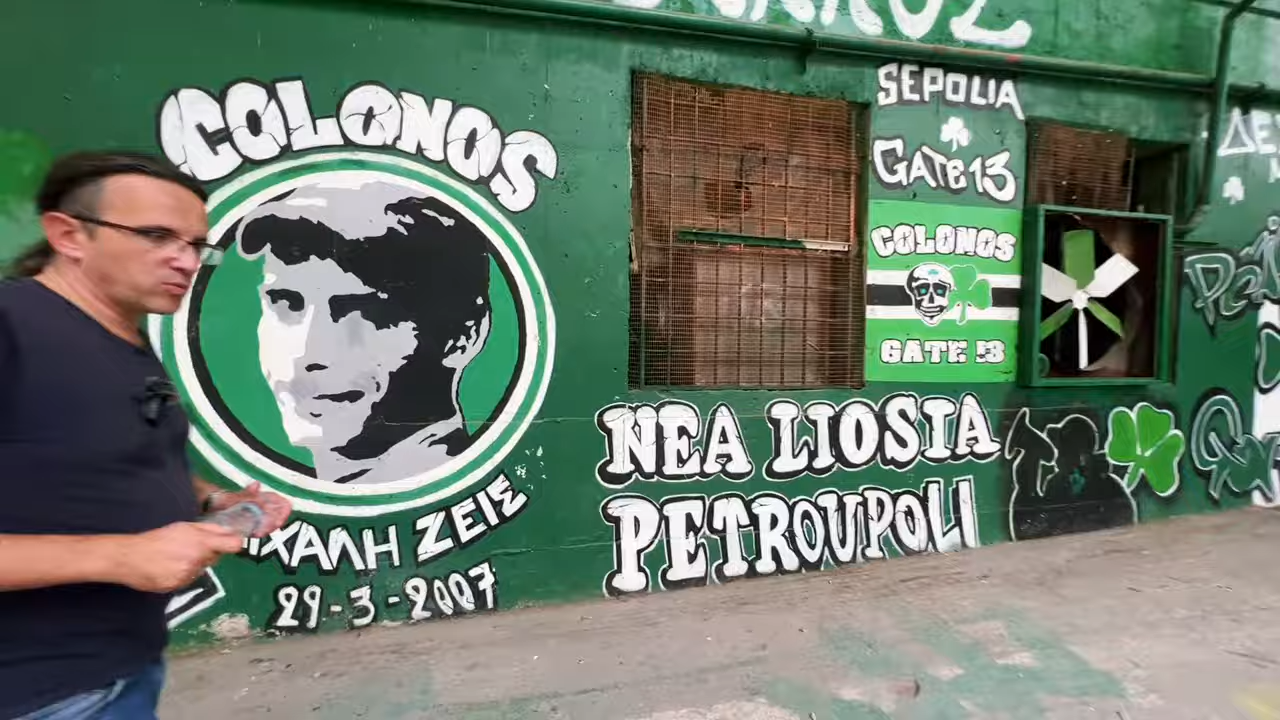 COLONOS
ΜΙΧΑΛΗ ΖΕΙΣ
29-3-2007
SEPOLIA
GATE 13
COLONOS
GATE 13
NEA LIOSIA
PETROUPOLI